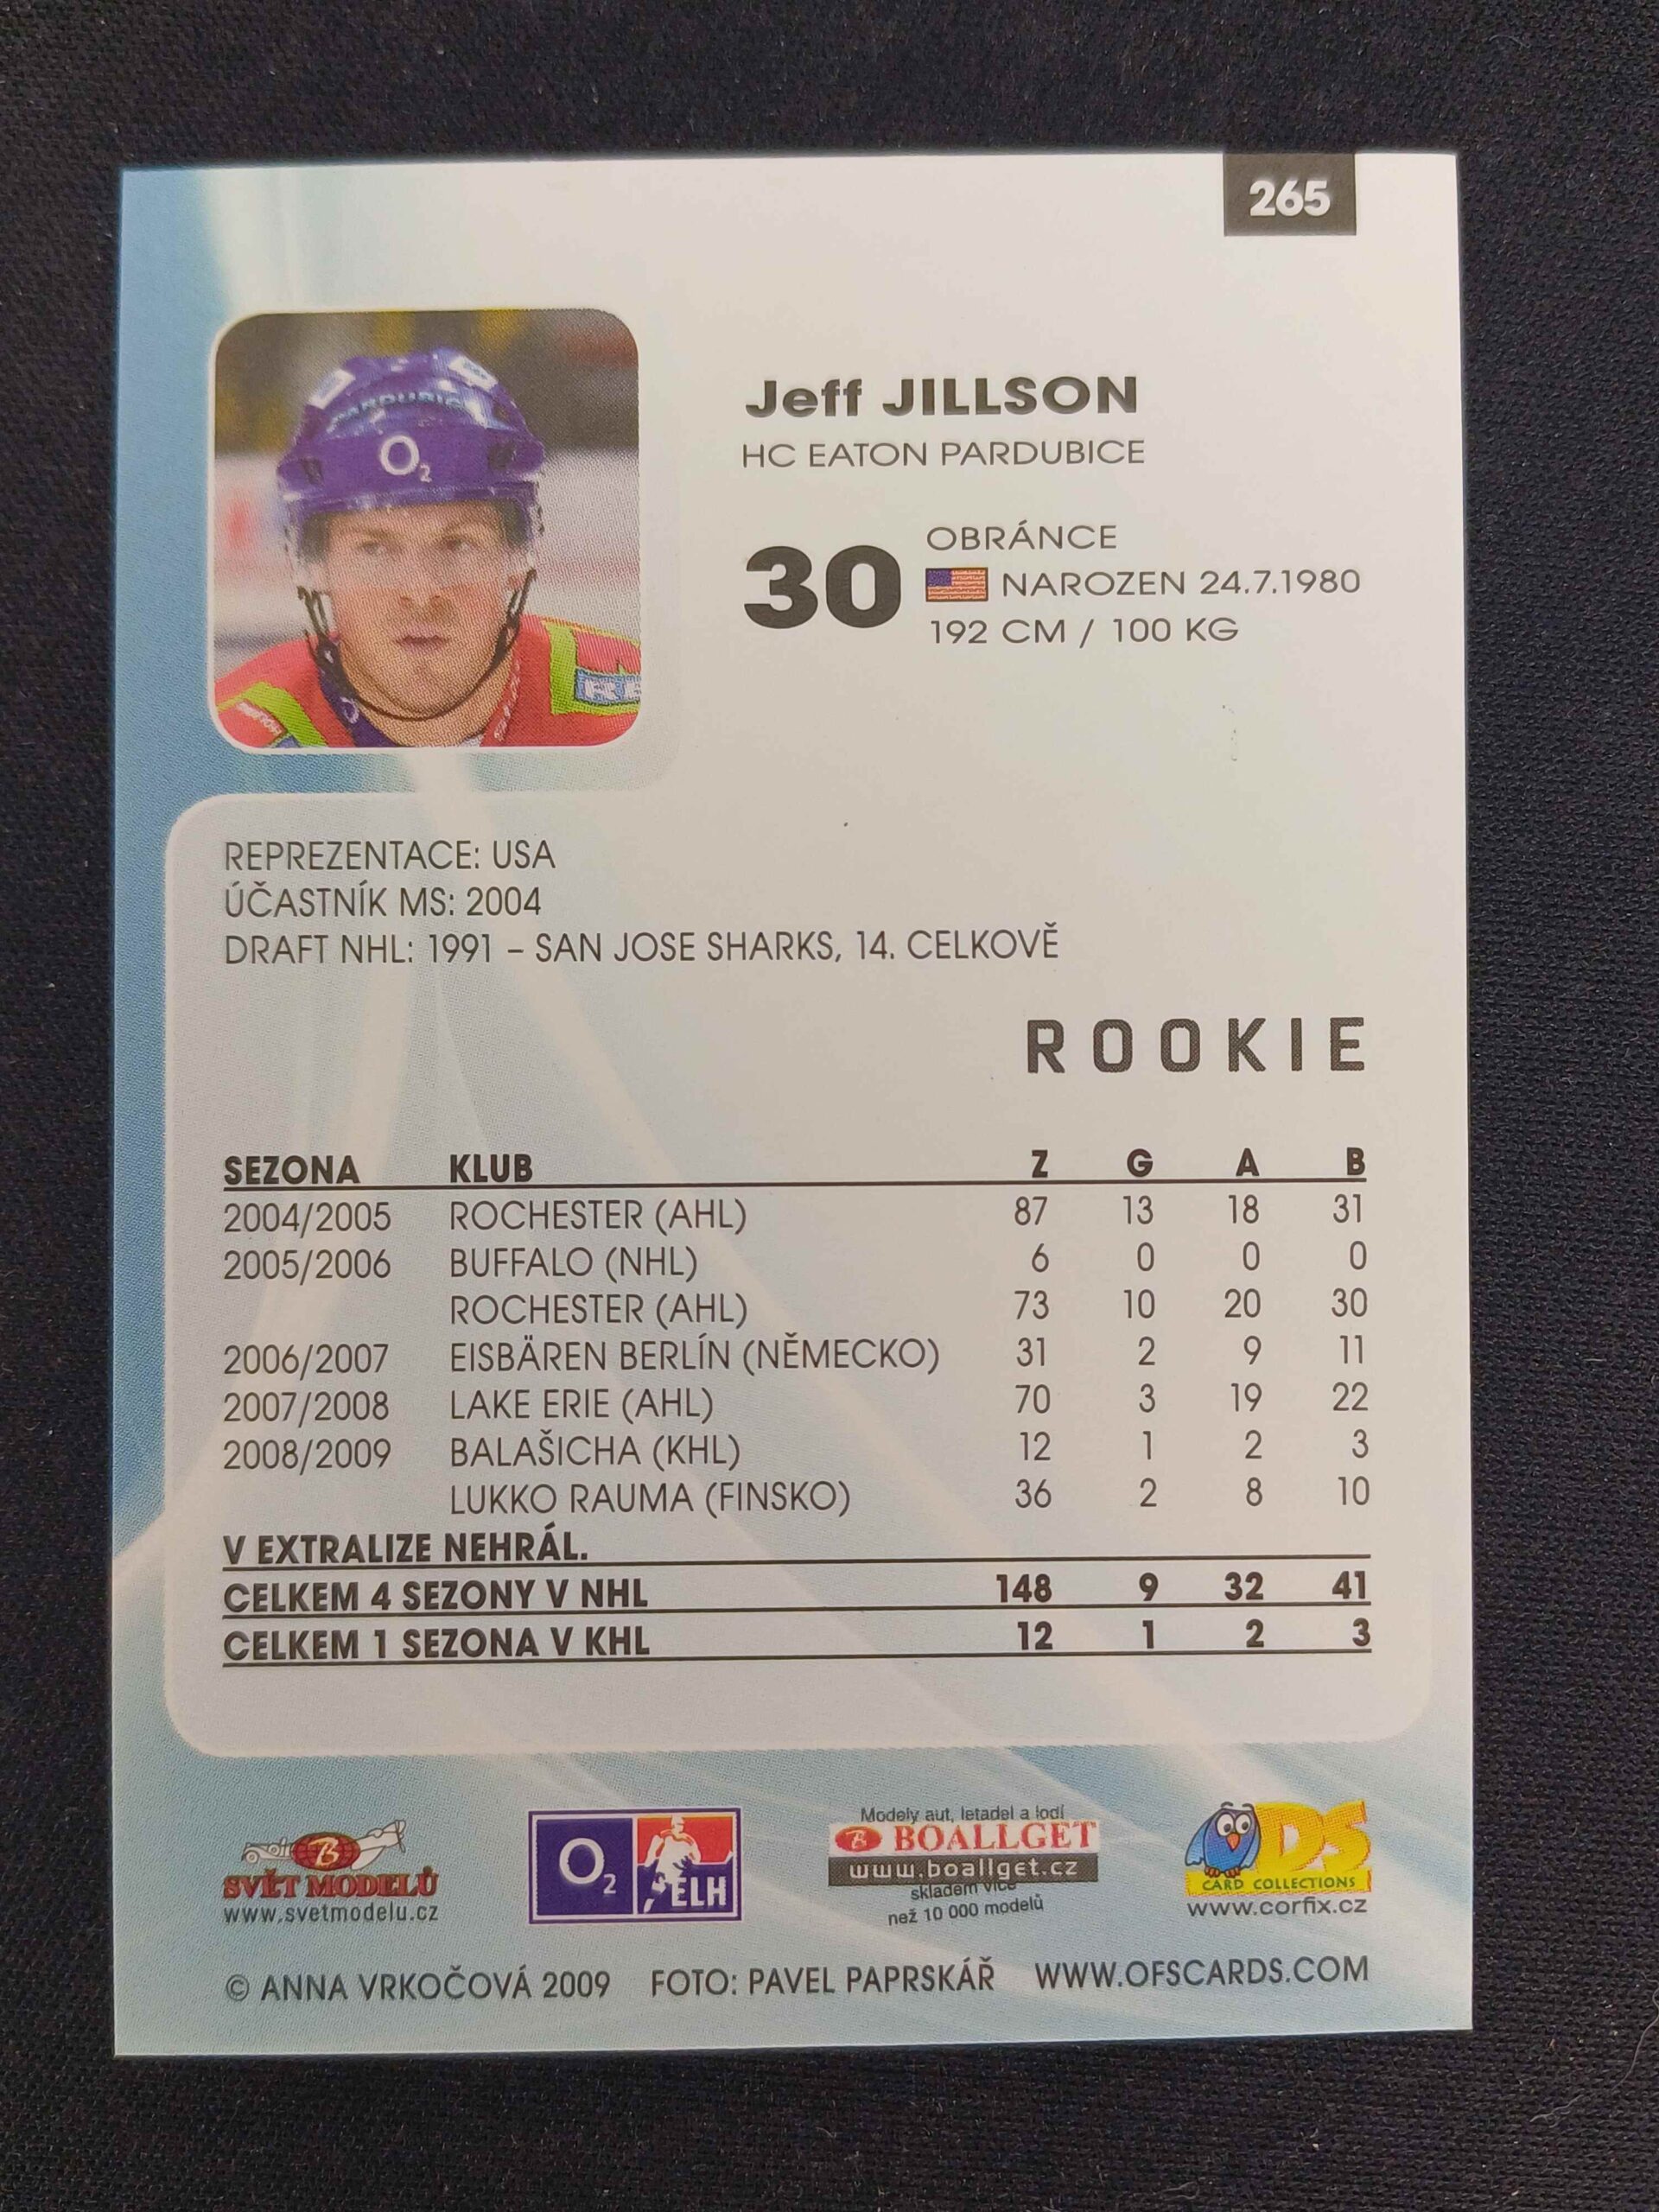 265
PARDUBIC
O2
Jeff JILLSON
HC EATON PARDUBICE
30
OBRÁNCE
NAROZEN 24.7.1980
192 CM / 100 KG
REPREZENTACE: USA
ÚČASTNÍK MS: 2004
DRAFT NHL: 1991 – SAN JOSE SHARKS, 14. CELKOVĚ
ROOKIE
SEZONA KLUB Z G A B
2004/2005 ROCHESTER (AHL) 87 13 18 31
2005/2006 BUFFALO (NHL) 6 0 0 0
ROCHESTER (AHL) 73 10 20 30
2006/2007 EISBÄREN BERLÍN (NĚMECKO) 31 2 9 11
2007/2008 LAKE ERIE (AHL) 70 3 19 22
2008/2009 BALAŠICHA (KHL) 12 1 2 3
LUKKO RAUMA (FINSKO) 36 2 8 10
V EXTRALIZE NEHRÁL.
CELKEM 4 SEZONY V NHL 148 9 32 41
CELKEM 1 SEZONA V KHL 12 1 2 3
B
SVĚT MODELŮ
www.svetmodelu.cz
O2 ELH
Modely aut, letadel a lodí
B BOALLGET
www.boallget.cz
skladem více
než 10 000 modelů
DS
CARD COLLECTIONS
www.corfix.cz
© ANNA VRKOČOVÁ 2009 FOTO: PAVEL PAPRSKÁŘ WWW.OFSCARDS.COM